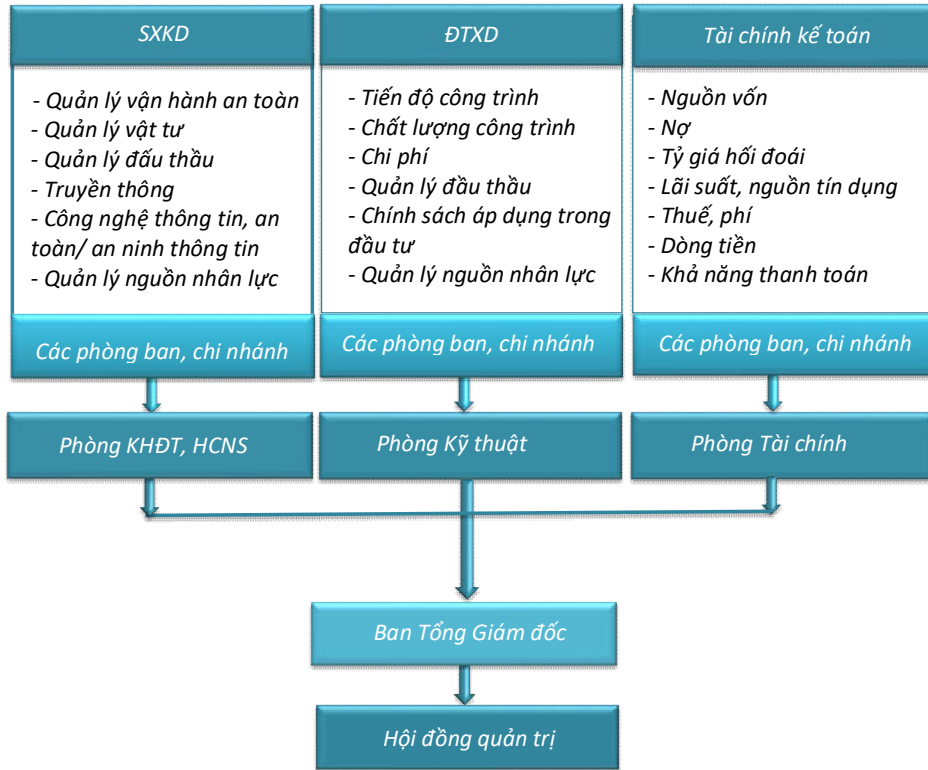 SXKD
- Quản lý vận hành an toàn
- Quản lý vật tư
- Quản lý đấu thầu
- Truyền thông
- Công nghệ thông tin, an
toàn/ an ninh thông tin
- Quản lý nguồn nhân lực
Các phòng ban, chi nhánh
Phòng KHĐT, HCNS
ĐTXD
- Tiến độ công trình
- Chất lượng công trình
- Chi phí
- Quản lý đầu thầu
- Chính sách áp dụng trong
đầu tư
- Quản lý nguồn nhân lực
Các phòng ban, chi nhánh
Phòng Kỹ thuật
Tài chính kế toán
- Nguồn vốn
- Nợ
- Tỷ giá hối đoái
- Lãi suất, nguồn tín dụng
- Thuế, phí
- Dòng tiền
- Khả năng thanh toán
Các phòng ban, chi nhánh
Phòng Tài chính
Ban Tổng Giám đốc
Hội đồng quản trị